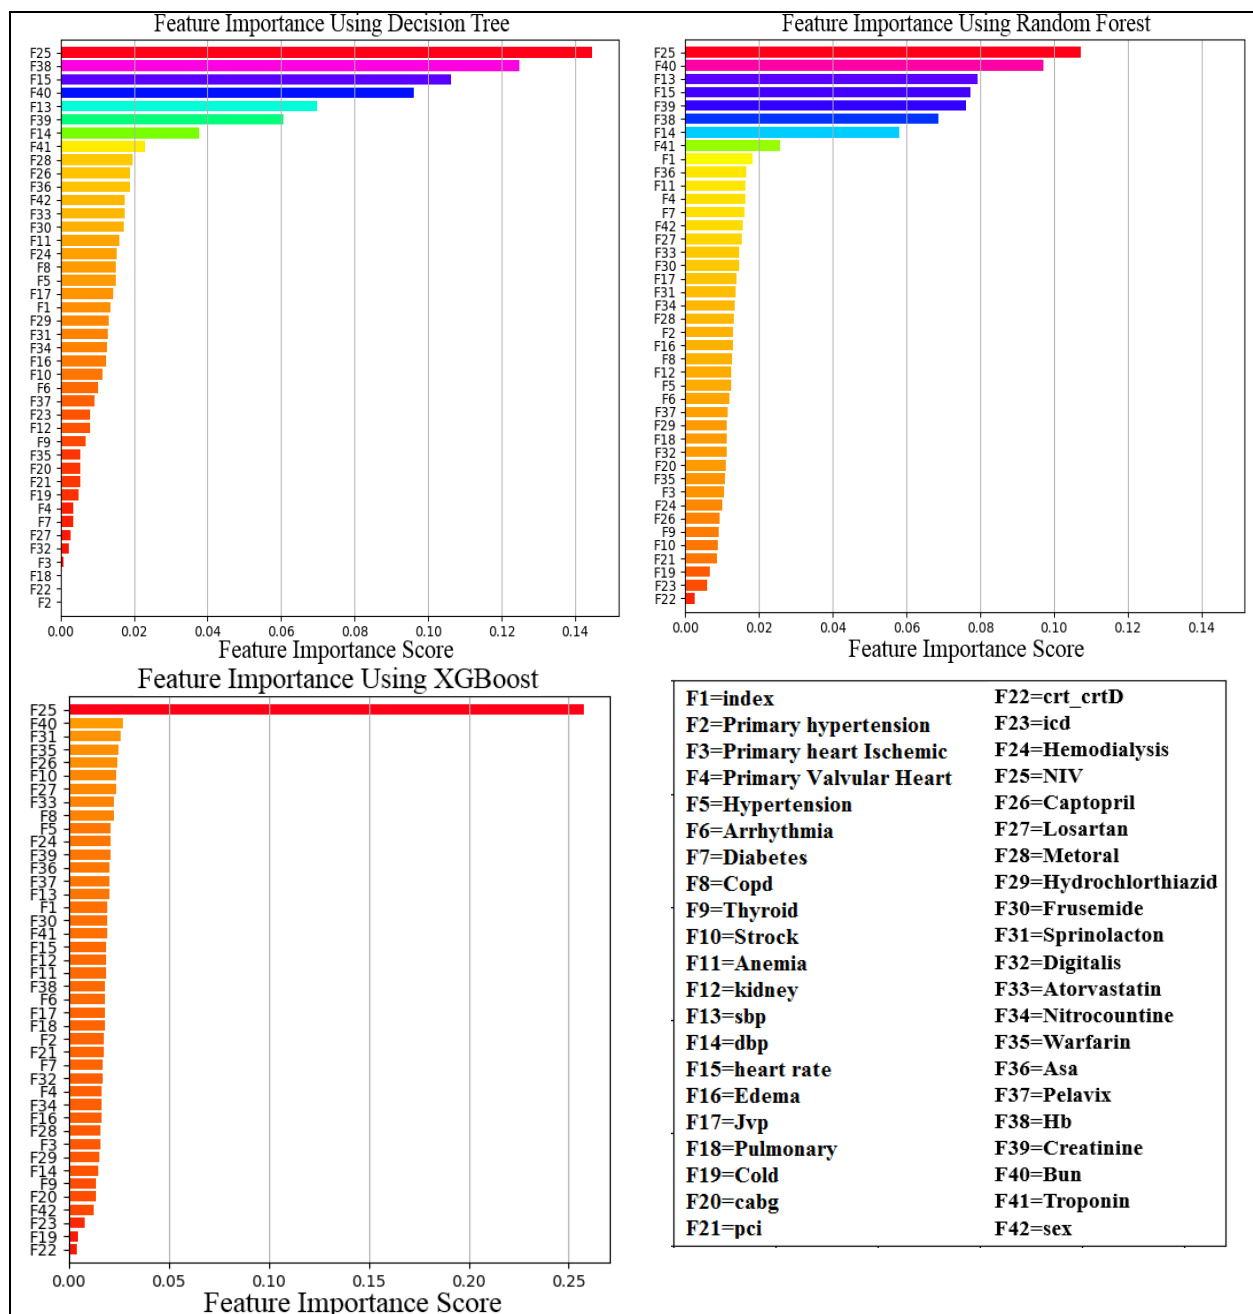 Feature Importance Using Decision Tree
F25
F38
F15
F40
F13
F39
F14
F41
F28
F26
F36
F42
F33
F30
F11
F24
F8
F5
F17
F1
F29
F31
F34
F16
F10
F6
F37
F23
F12
F9
F35
F20
F21
F19
F4
F7
F27
F32
F3
F18
F22
F2
0.00 0.02 0.04 0.06 0.08 0.10 0.12 0.14
Feature Importance Score
Feature Importance Using Random Forest
F25
F40
F13
F15
F39
F38
F14
F41
F1
F36
F11
F4
F7
F42
F27
F33
F30
F17
F31
F34
F28
F2
F16
F8
F12
F5
F6
F37
F29
F18
F32
F20
F35
F3
F24
F26
F9
F10
F21
F19
F23
F22
0.00 0.02 0.04 0.06 0.08 0.10 0.12 0.14
Feature Importance Score
Feature Importance Using XGBoost
F25
F40
F31
F35
F26
F10
F27
F33
F8
F5
F24
F39
F36
F37
F13
F1
F30
F41
F15
F12
F11
F38
F6
F17
F18
F2
F21
F7
F32
F4
F34
F16
F28
F3
F29
F14
F9
F20
F42
F23
F19
F22
0.00 0.05 0.10 0.15 0.20 0.25
Feature Importance Score
F1=index
F2=Primary hypertension
F3=Primary heart Ischemic
F4=Primary Valvular Heart
F5=Hypertension
F6=Arrhythmia
F7=Diabetes
F8=Copd
F9=Thyroid
F10=Strock
F11=Anemia
F12=kidney
F13=sbp
F14=dbp
F15=heart rate
F16=Edema
F17=Jvp
F18=Pulmonary
F19=Cold
F20=cabg
F21=pci
F22=crt_crtD
F23=icd
F24=Hemodialysis
F25=NIV
F26=Captopril
F27=Losartan
F28=Metoral
F29=Hydrochlorthiazid
F30=Frusemide
F31=Sprinolacton
F32=Digitalis
F33=Atorvastatin
F34=Nitrocountine
F35=Warfarin
F36=Asa
F37=Pelavix
F38=Hb
F39=Creatinine
F40=Bun
F41=Troponin
F42=sex